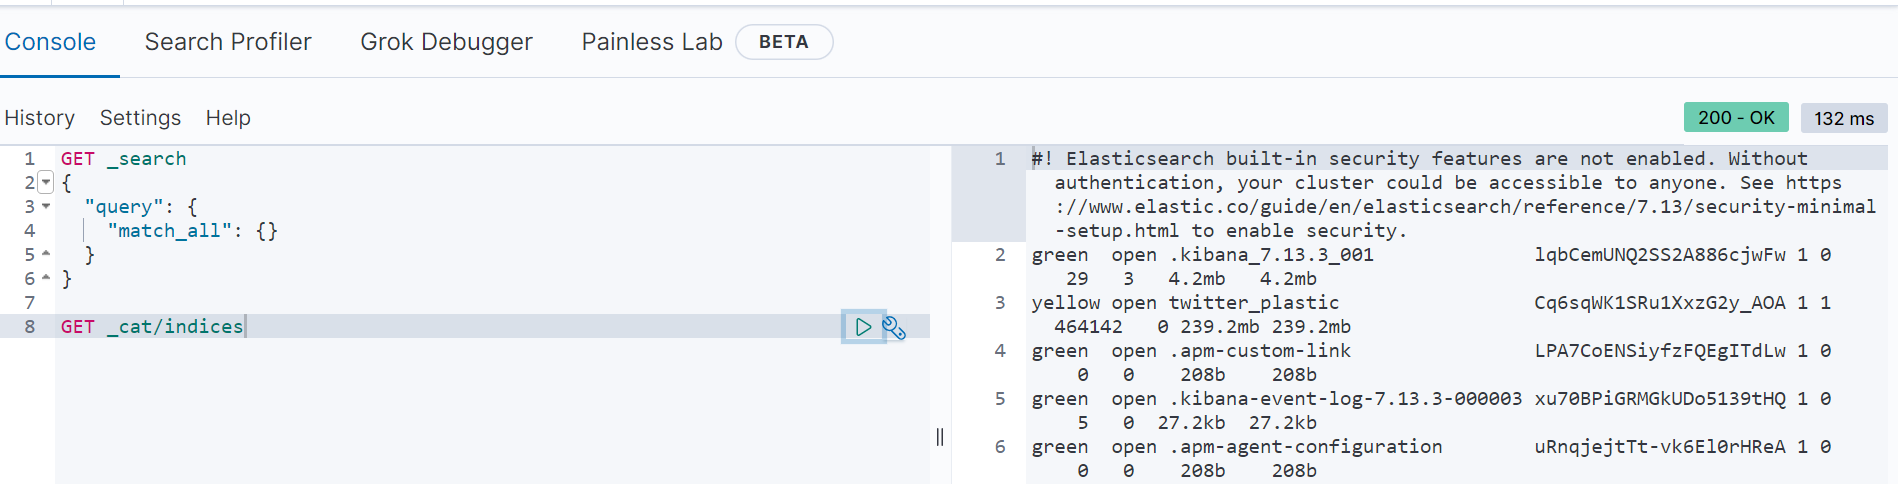 Console Search Profiler Grok Debugger Painless Lab BETA
History Settings Help
200 - OK 132 ms
1 GET _search
2 {
3 "query": {
4 "match_all": {}
5 }
6 }
7
8 GET _cat/indices
1 #! Elasticsearch built-in security features are not enabled. Without
authentication, your cluster could be accessible to anyone. See https
://www.elastic.co/guide/en/elasticsearch/reference/7.13/security-minimal
-setup.html to enable security.
2 green open .kibana_7.13.3_001 lqbCemUNQ2SS2A886cjwFw 1 0
29 3 4.2mb 4.2mb
3 yellow open twitter_plastic Cq6sqWK1SRu1XxzG2y_AOA 1 1
464142 0 239.2mb 239.2mb
4 green open .apm-custom-link LPA7CoENSiyfzFQEgITdLw 1 0
0 0 208b 208b
5 green open .kibana-event-log-7.13.3-000003 xu70BPiGRMGkUDo5139tHQ 1 0
5 0 27.2kb 27.2kb
6 green open .apm-agent-configuration uRnqjejtTt-vk6El0rHReA 1 0
0 0 208b 208b